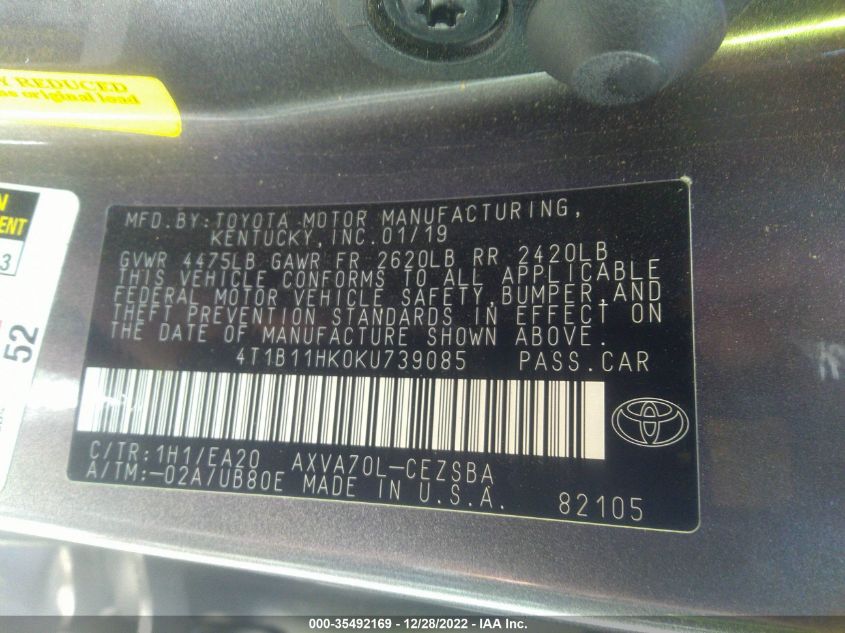 Y REDUCED
as original load
N
ENT
3
52
MFD.BY:TOYOTA MOTOR MANUFACTURING,
KENTUCKY,INC.01/19
GVWR 4475LB GAWR FR 2620LB RR 2420LB
THIS VEHICLE CONFORMS TO ALL APPLICABLE
FEDERAL MOTOR VEHICLE SAFETY,BUMPER,AND
THEFT PREVENTION STANDARDS IN EFFECT ON
THE DATE OF MANUFACTURE SHOWN ABOVE.
4T1B11HK0KU739085 PASS.CAR
C/TR:1H1/EA20 AXVA70L-CEZSBA
A/TM:-02A/UB80E MADE IN U.S.A. 82105
000-35492169 - 12/28/2022 - IAA Inc.